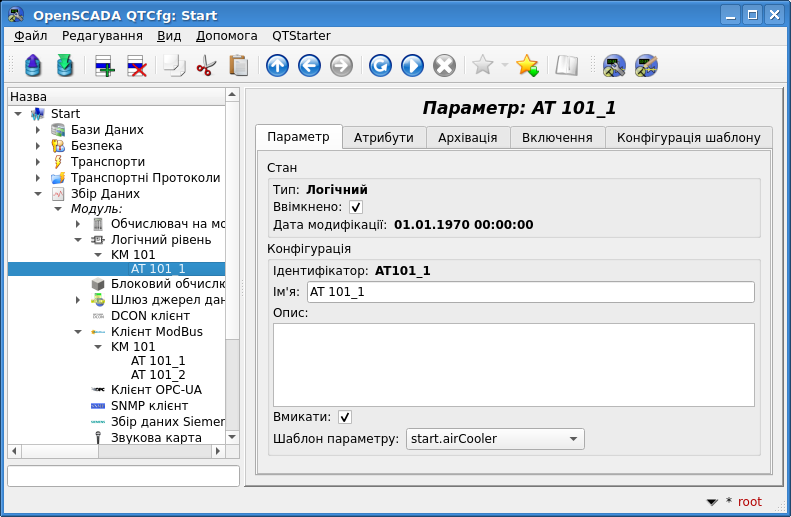 OpenSCADA QTCfg: Start
Файл Редагування Вид Допомога QTStarter
Назва
Start
Бази Даних
Безпека
Транспорти
Транспортні Протоколи
Збір Даних
Модуль:
Обчислювач на мо
Логічний рівень
KM 101
AT 101_1
Блоковий обчислю
Шлюз джерел дан
DCON клієнт
Клієнт ModBus
KM 101
AT 101_1
AT 101_2
Клієнт OPC-UA
SNMP клієнт
Збір даних Siemen
Звукова карта
Параметр: AT 101_1
Параметр Атрибути Архівація Включення Конфігурація шаблону
Стан
Тип: Логічний
Ввімкнено:
Дата модифікації: 01.01.1970 00:00:00
Конфігурація
Ідентифікатор: AT101_1
Ім'я: AT 101_1
Опис:
Вмикати:
Шаблон параметру: start.airCooler
* root